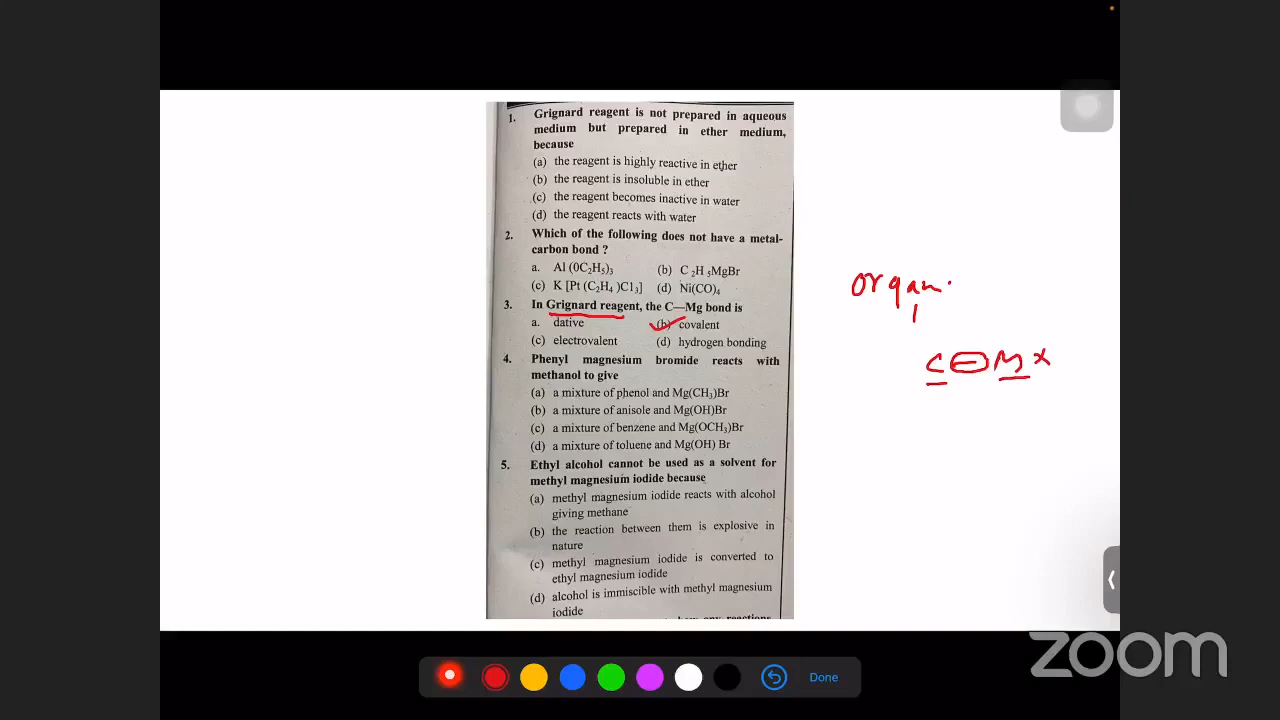 1. Grignard reagent is not prepared in aqueous
medium but prepared in ether medium,
because
(a) the reagent is highly reactive in ether
(b) the reagent is insoluble in ether
(c) the reagent becomes inactive in water
(d) the reagent reacts with water
2. Which of the following does not have a metal-
carbon bond ?
a. Al (0C₂H₅)₃ (b) C ₂H ₅MgBr
(c) K [Pt (C₂H₄ )C1₃] (d) Ni(CO)₄
3. In Grignard reagent, the C—Mg bond is
a. dative (b) covalent
(c) electrovalent (d) hydrogen bonding
4. Phenyl magnesium bromide reacts with
methanol to give
(a) a mixture of phenol and Mg(CH₃)Br
(b) a mixture of anisole and Mg(OH)Br
(c) a mixture of benzene and Mg(OCH₃)Br
(d) a mixture of toluene and Mg(OH) Br
5. Ethyl alcohol cannot be used as a solvent for
methyl magnesium iodide because
(a) methyl magnesium iodide reacts with alcohol
giving methane
(b) the reaction between them is explosive in
nature
(c) methyl magnesium iodide is converted to
ethyl magnesium iodide
(d) alcohol is immiscible with methyl magnesium
iodide
any reactions
organ.
C M x
zoom
Done